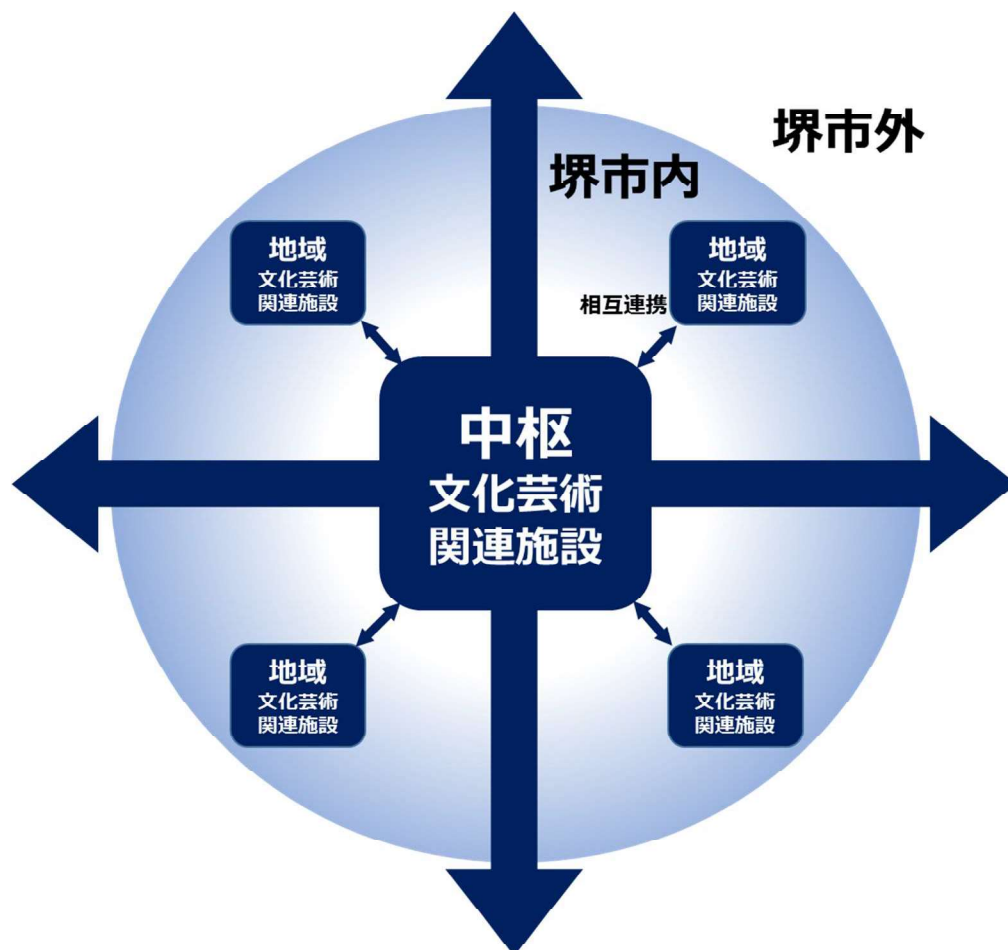 堺市外
堺市内
地域
文化芸術
関連施設
地域
文化芸術
関連施設
相互連携
中枢
文化芸術
関連施設
地域
文化芸術
関連施設
地域
文化芸術
関連施設